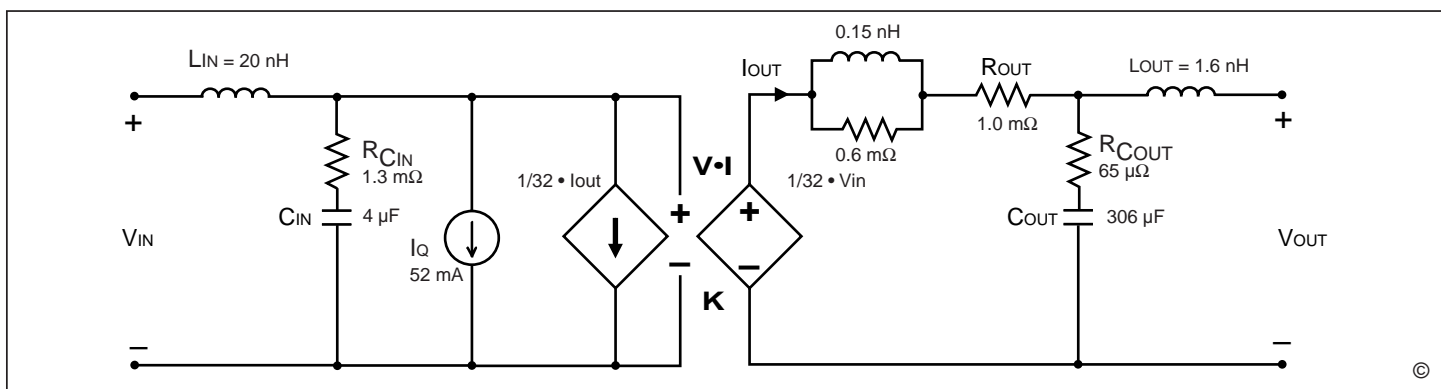 LIN = 20 nH
+
–
VIN
RCIN
1.3 mΩ
CIN
4 µF
IQ
52 mA
1/32 • Iout
+
–
V•I
K
1/32 • Vin
+
–
IOUT
0.15 nH
0.6 mΩ
ROUT
1.0 mΩ
LOUT = 1.6 nH
RCOUT
65 µΩ
COUT
306 µF
+
–
VOUT
©